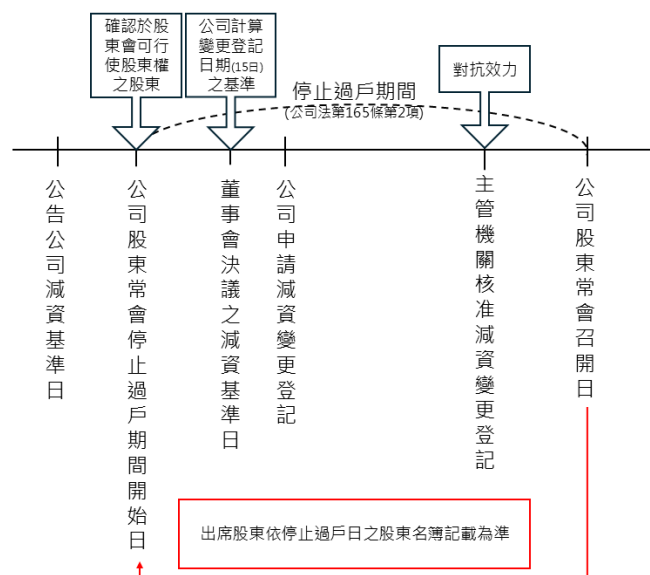 確認於股
東會可行
使股東權
之股東
公司計算
變更登記
日期(15日)
之基準
對抗效力
停止過戶期間
(公司法第165條第2項)
公告公司減資基準日
公司股東常會停止過戶期間開始日
董事會決議之減資基準日
公司申請減資變更登記
主管機關核准減資變更登記
公司股東常會召開日
出席股東依停止過戶日之股東名簿記載為準